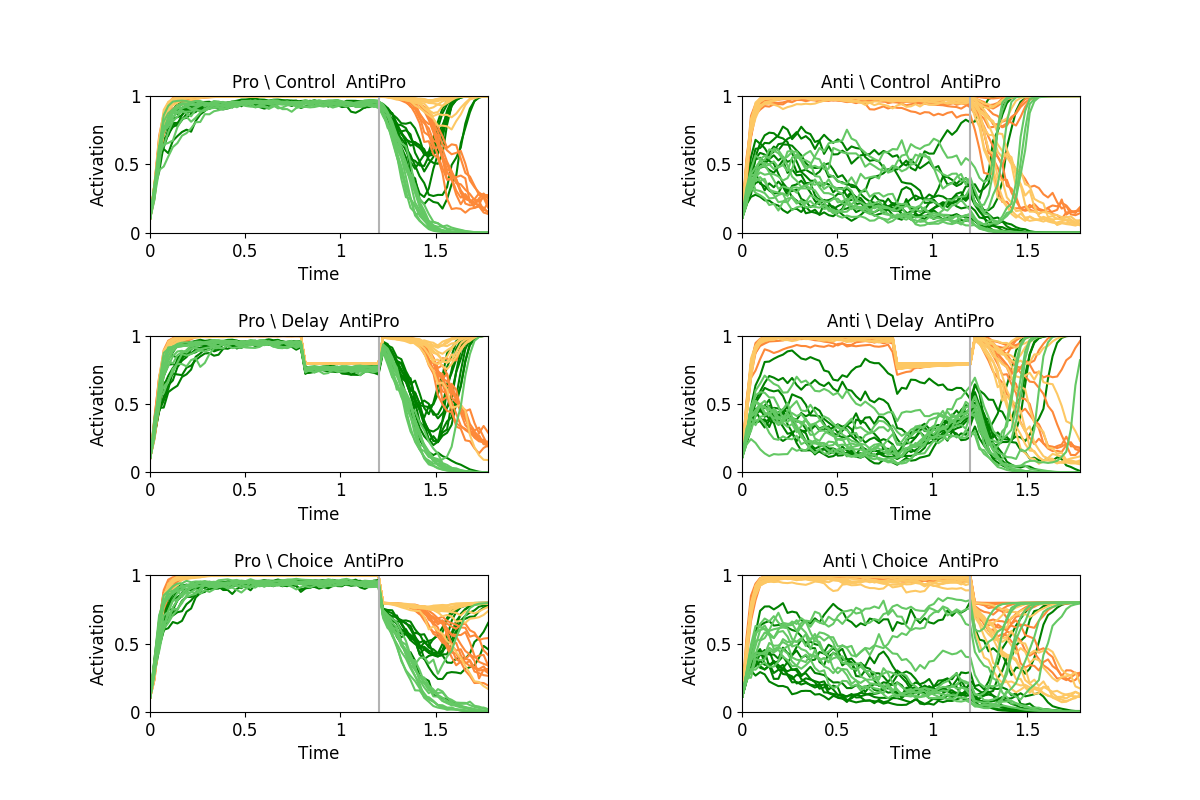 Pro \ Control  AntiPro
Activation
1
0.5
0
0
0.5
1
1.5
Time
Anti \ Control  AntiPro
Activation
1
0.5
0
0
0.5
1
1.5
Time
Pro \ Delay  AntiPro
Activation
1
0.5
0
0
0.5
1
1.5
Time
Anti \ Delay  AntiPro
Activation
1
0.5
0
0
0.5
1
1.5
Time
Pro \ Choice  AntiPro
Activation
1
0.5
0
0
0.5
1
1.5
Time
Anti \ Choice  AntiPro
Activation
1
0.5
0
0
0.5
1
1.5
Time